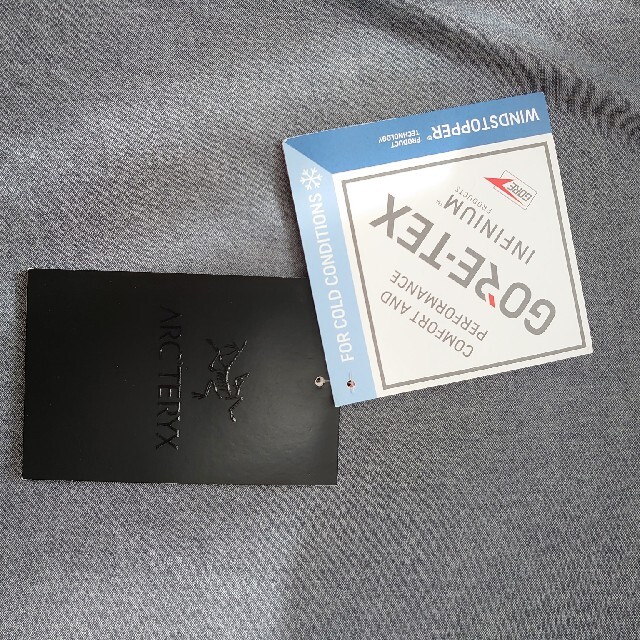 ARC'TERYX
WINDSTOPPER®
PRODUCT
TECHNOLOGY
FOR COLD CONDITIONS
GORE
PRODUCTS
GORE-TEX
INFINIUM™
COMFORT AND
PERFORMANCE